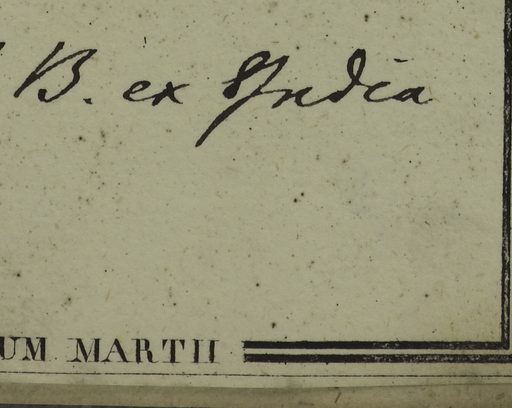 B. ex India
UM MARTII